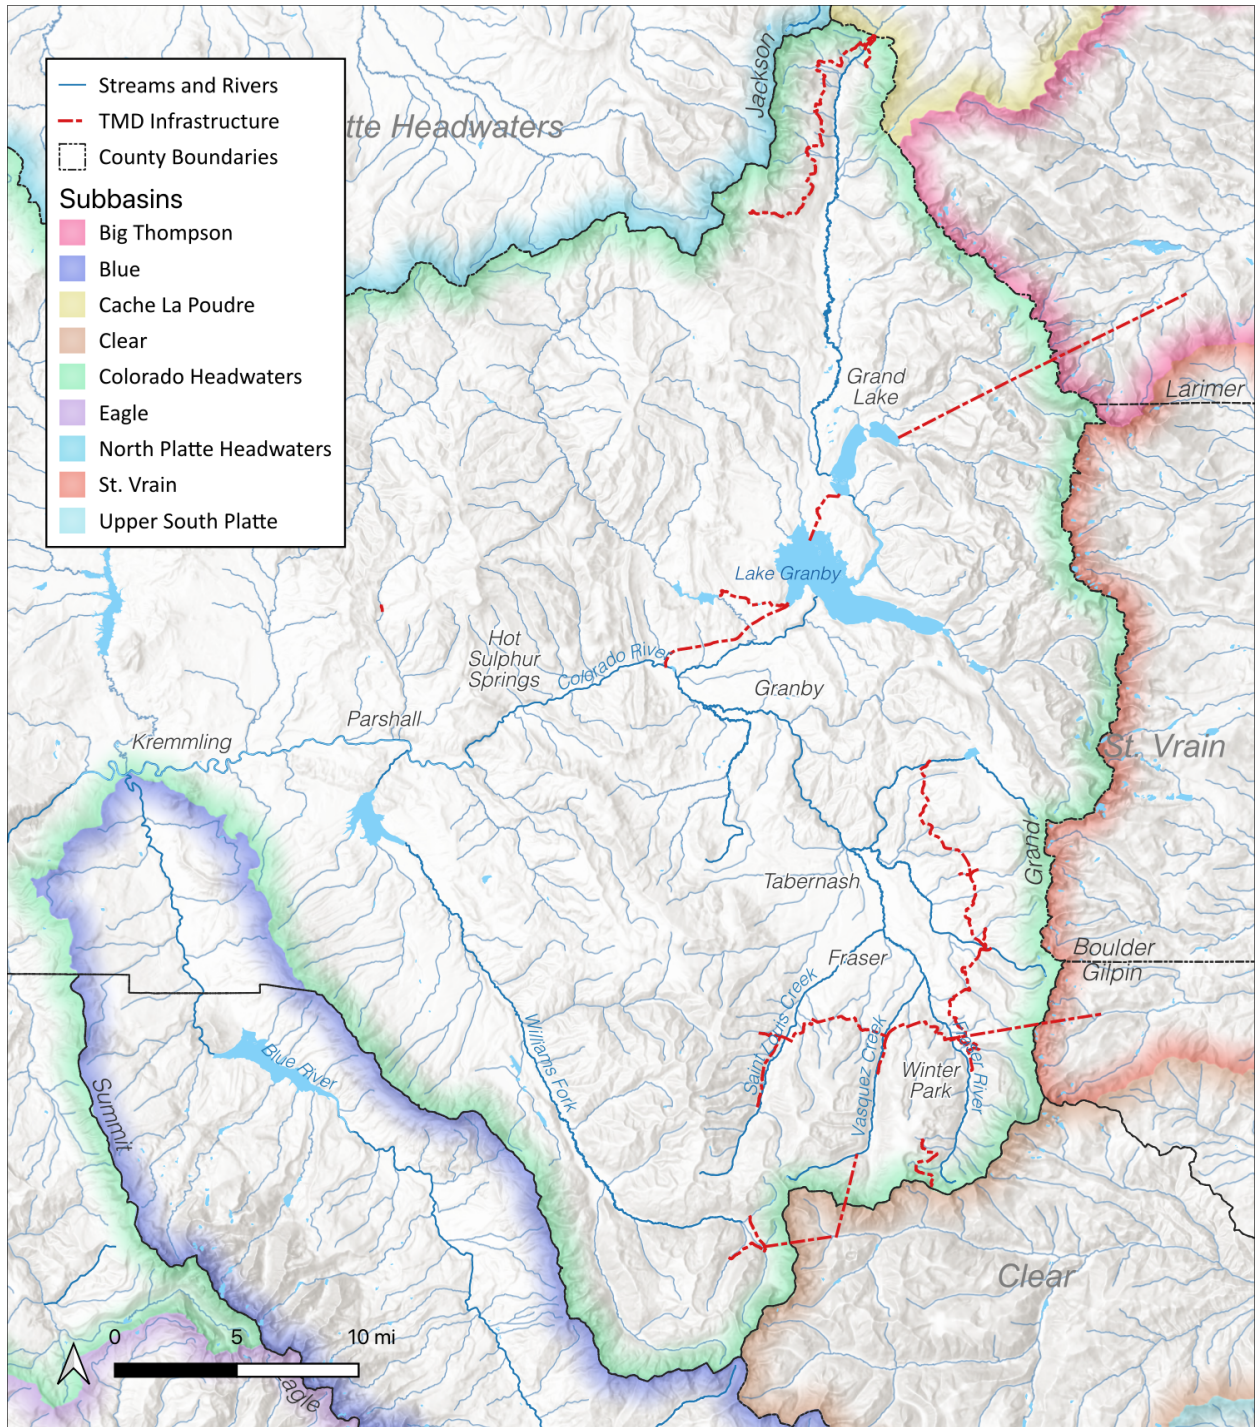 Streams and Rivers
TMD Infrastructure
County Boundaries
Subbasins
Big Thompson
Blue
Cache La Poudre
Clear
Colorado Headwaters
Eagle
North Platte Headwaters
St. Vrain
Upper South Platte
Jackson
tte Headwaters
Grand
Lake
Larimer
Lake Granby
Hot
Sulphur
Springs
Colorado River
Granby
Parshall
Kremmling
St. Vrain
Grand
Tabernash
Boulder
Gilpin
Fraser
Saint Louis Creek
Vasquez Creek
Fraser River
Winter
Park
Williams Fork
Blue River
Summit
Clear
0 5 10 mi
agle